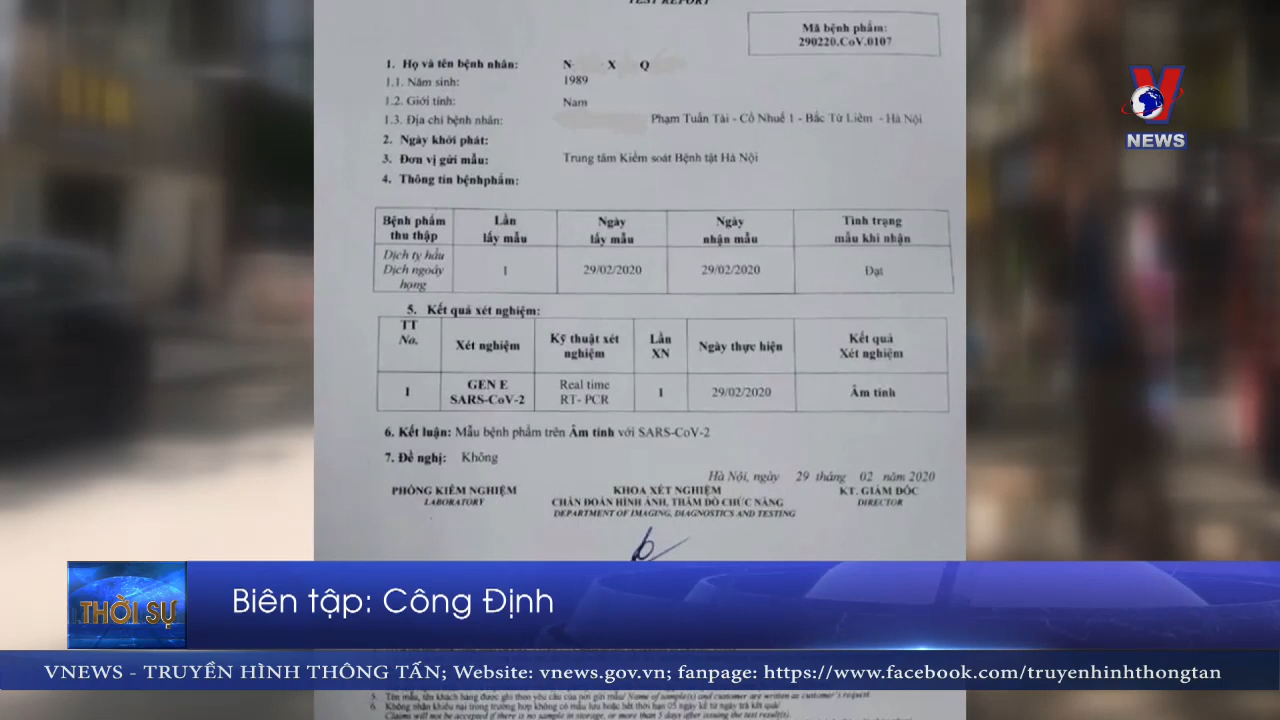 TEST REPORT
Mã bệnh phẩm:
290220.CoV.0107
1. Họ và tên bệnh nhân: N X Q
1.1. Năm sinh: 1989
1.2. Giới tính: Nam
1.3. Địa chỉ bệnh nhân: Phạm Tuấn Tài - Cổ Nhuế 1 - Bắc Từ Liêm - Hà Nội
2. Ngày khởi phát:
3. Đơn vị gửi mẫu: Trung tâm Kiểm soát Bệnh tật Hà Nội
4. Thông tin bệnhphẩm:
Bệnh phẩm thu thập | Lần lấy mẫu | Ngày lấy mẫu | Ngày nhận mẫu | Tình trạng mẫu khi nhận
Dịch tỵ hầu Dịch ngoáy họng | 1 | 29/02/2020 | 29/02/2020 | Đạt
5. Kết quả xét nghiệm:
TT No. | Xét nghiệm | Kỹ thuật xét nghiệm | Lần XN | Ngày thực hiện | Kết quả Xét nghiệm
1 | GEN E SARS-CoV-2 | Real time RT- PCR | 1 | 29/02/2020 | Âm tính
6. Kết luận: Mẫu bệnh phẩm trên Âm tính với SARS-CoV-2
7. Đề nghị: Không
Hà Nội, ngày 29 tháng 02 năm 2020
PHÒNG KIỂM NGHIỆM
LABORATORY
KHOA XÉT NGHIỆM
CHẨN ĐOÁN HÌNH ẢNH, THĂM DÒ CHỨC NĂNG
DEPARTMENT OF IMAGING, DIAGNOSTICS AND TESTING
KT. GIÁM ĐỐC
DIRECTOR
V
NEWS
THỜI SỰ
Biên tập: Công Định
VNEWS - TRUYỀN HÌNH THÔNG TẤN; Website: vnews.gov.vn; fanpage: https://www.facebook.com/truyenhinhthongtan
5. Tên mẫu, tên khách hàng được ghi theo yêu cầu của nơi gửi mẫu/ Name of sample(s) and customer are written as customer's request
6. Không nhận khiếu nại trong trường hợp không có mẫu lưu hoặc hết thời hạn 05 ngày kể từ ngày trả kết quả/
Claims will not be accepted if there is no sample in storage, or more than 5 days after issuing the test result(s).